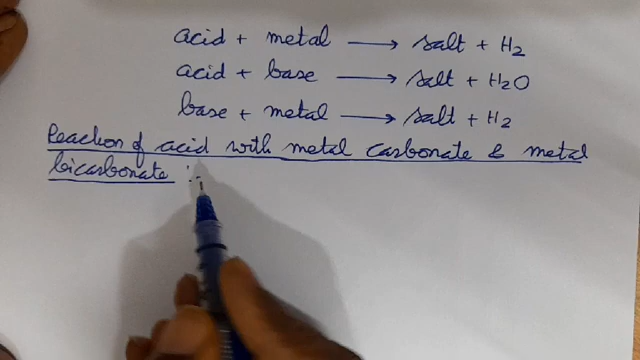 acid + metal ⟶ salt + H₂
acid + base ⟶ salt + H₂O
base + metal ⟶ salt + H₂
Reaction of acid with metal carbonate & metal
bicarbonate :-